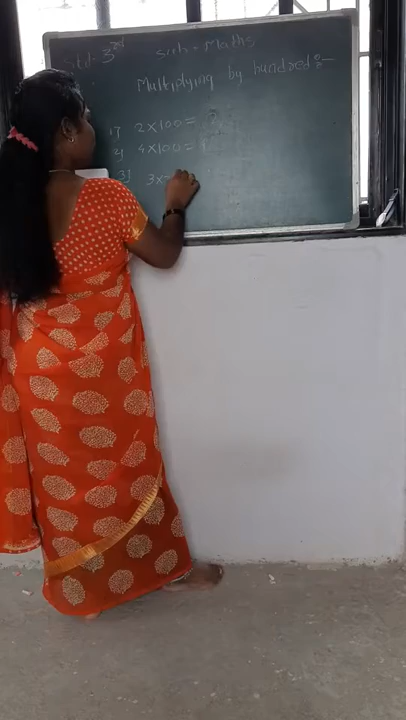 Std-3rd sub-Maths
Multiplying by hundred:-
1] 2×100=
2] 4×100=
3] 3×